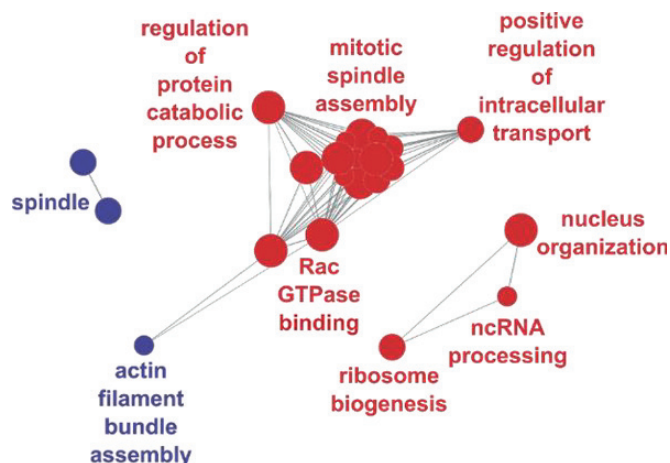 regulation
of
protein
catabolic
process
mitotic
spindle
assembly
positive
regulation
of
intracellular
transport
spindle
nucleus
organization
Rac
GTPase
binding
ncRNA
processing
ribosome
biogenesis
actin
filament
bundle
assembly